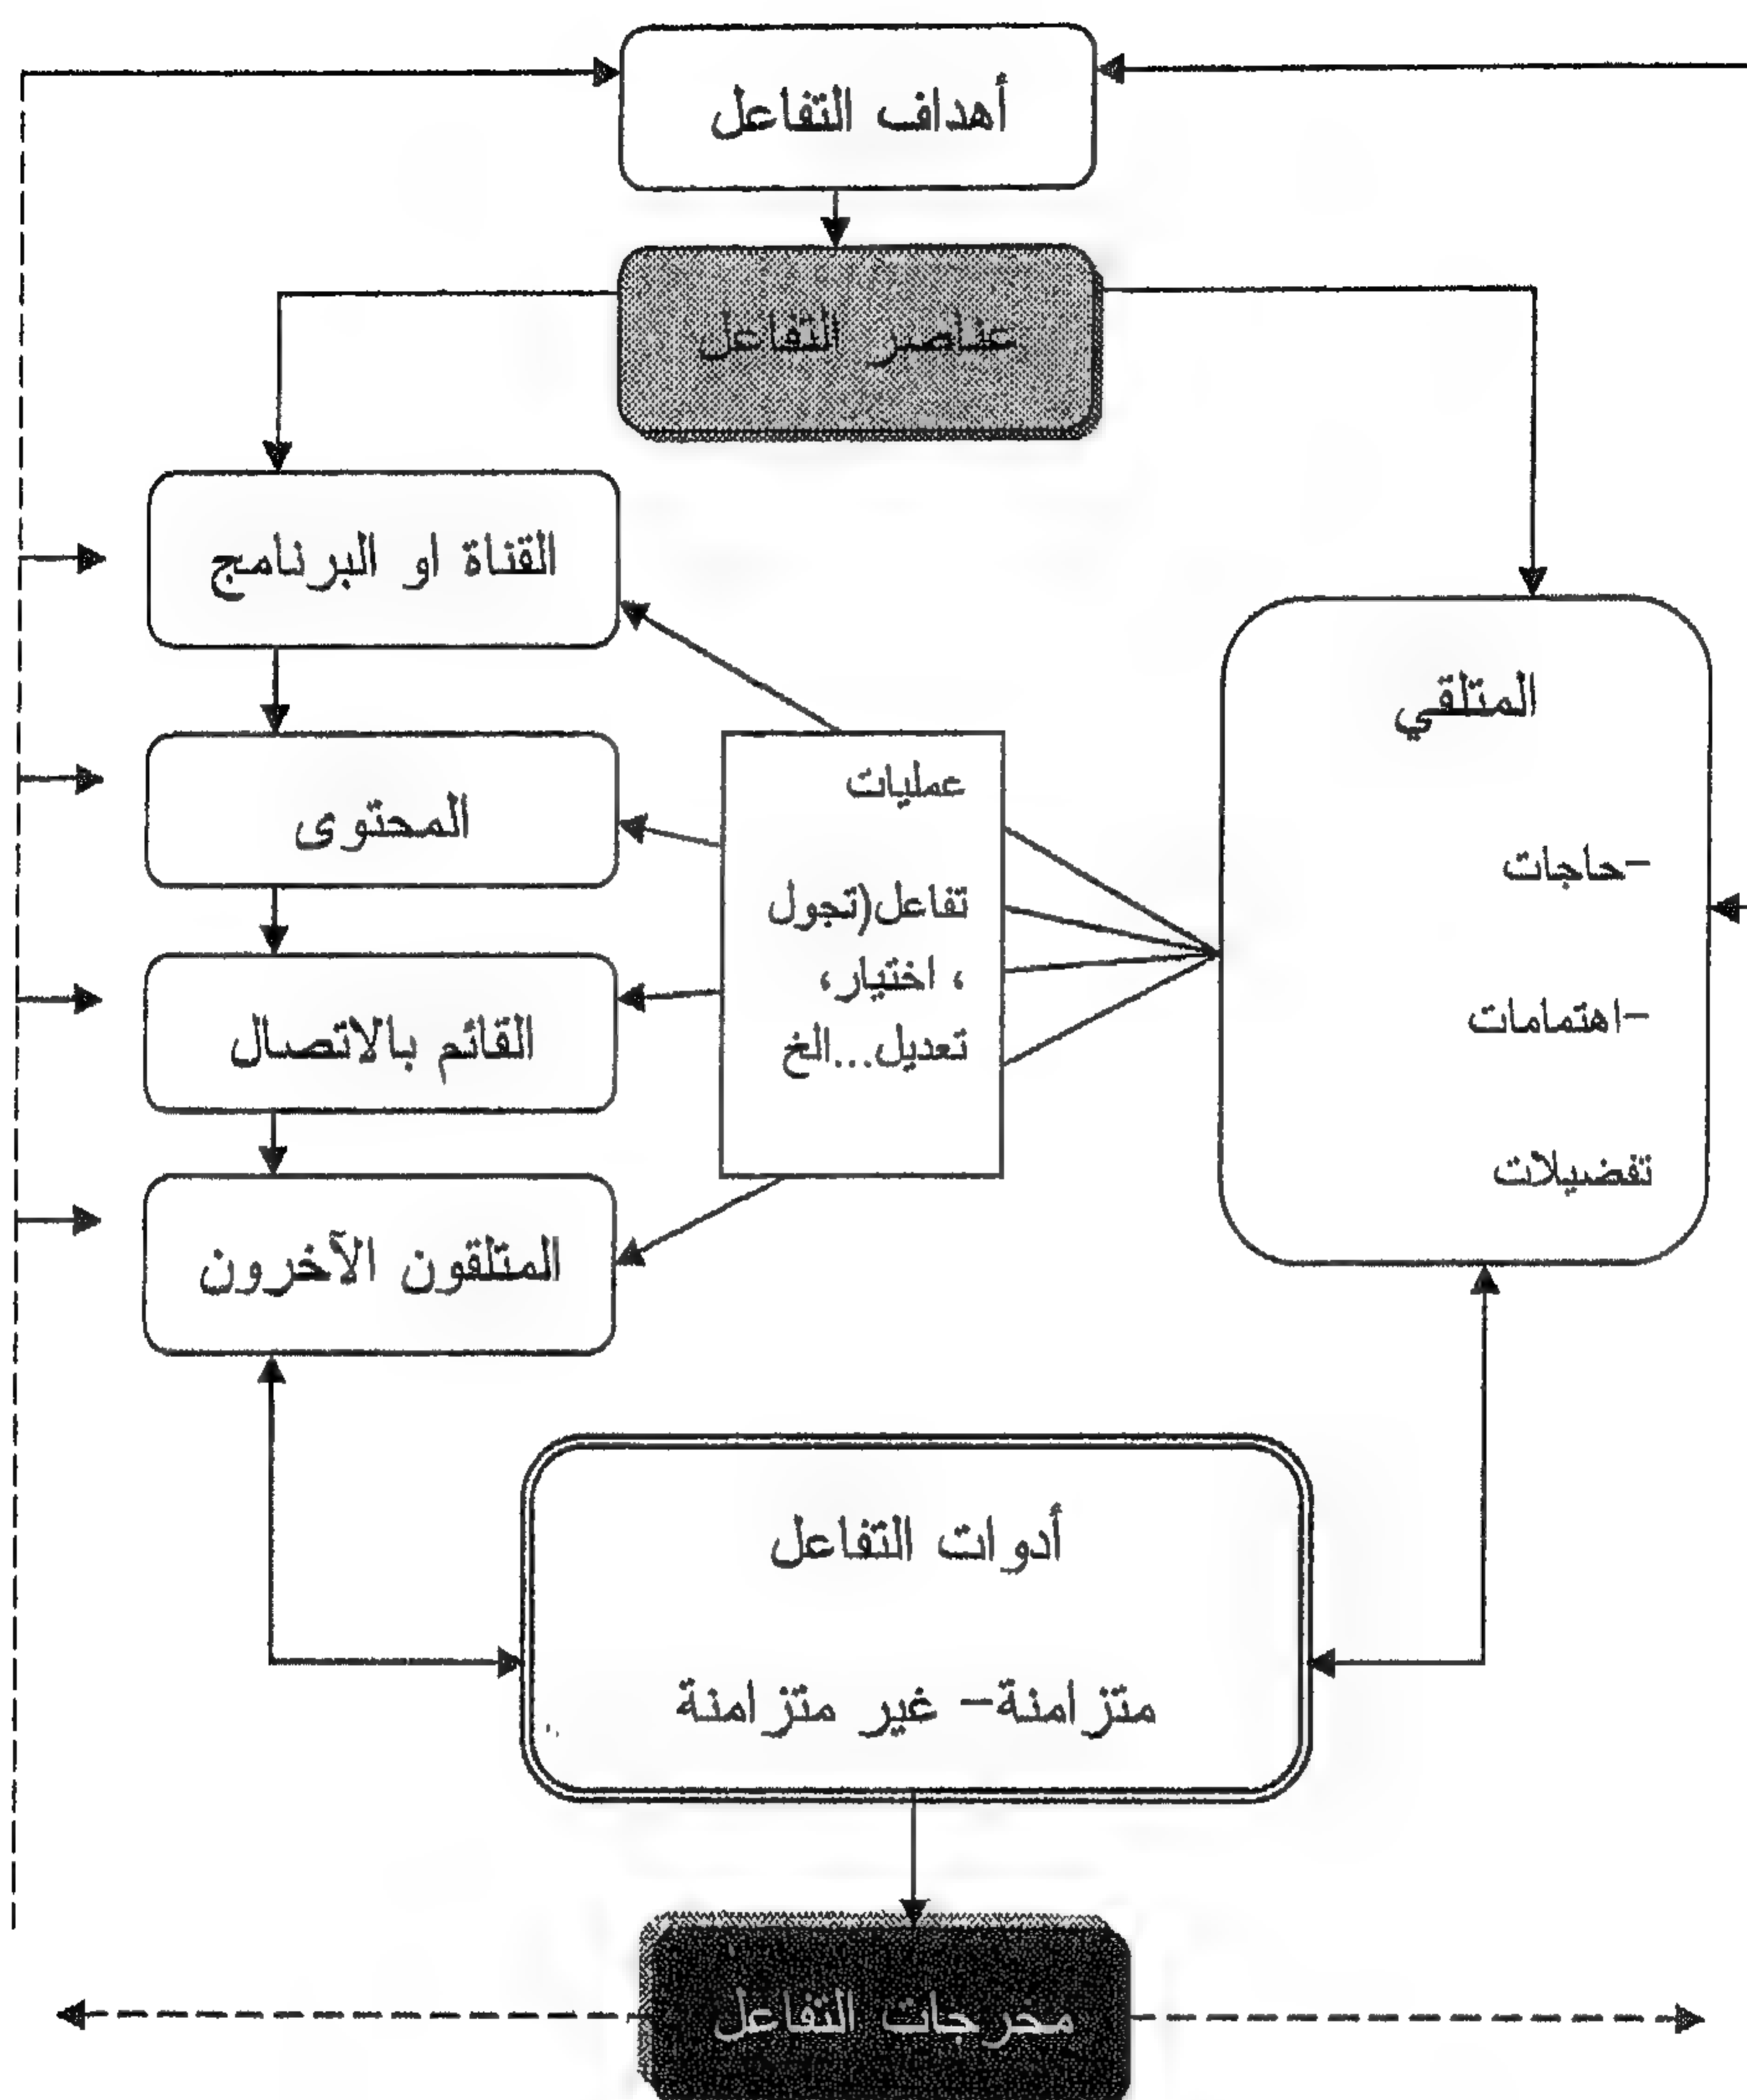 أهداف التفاعل
عناصر التفاعل
المتلقي
-حاجات
-اهتمامات
تفضيلات
عمليات
تفاعل(تجول
، اختيار،
تعديل...الخ
القناة او البرنامج
المحتوى
القائم بالاتصال
المتلقون الآخرون
أدوات التفاعل
متزامنة- غير متزامنة
مخرجات التفاعل